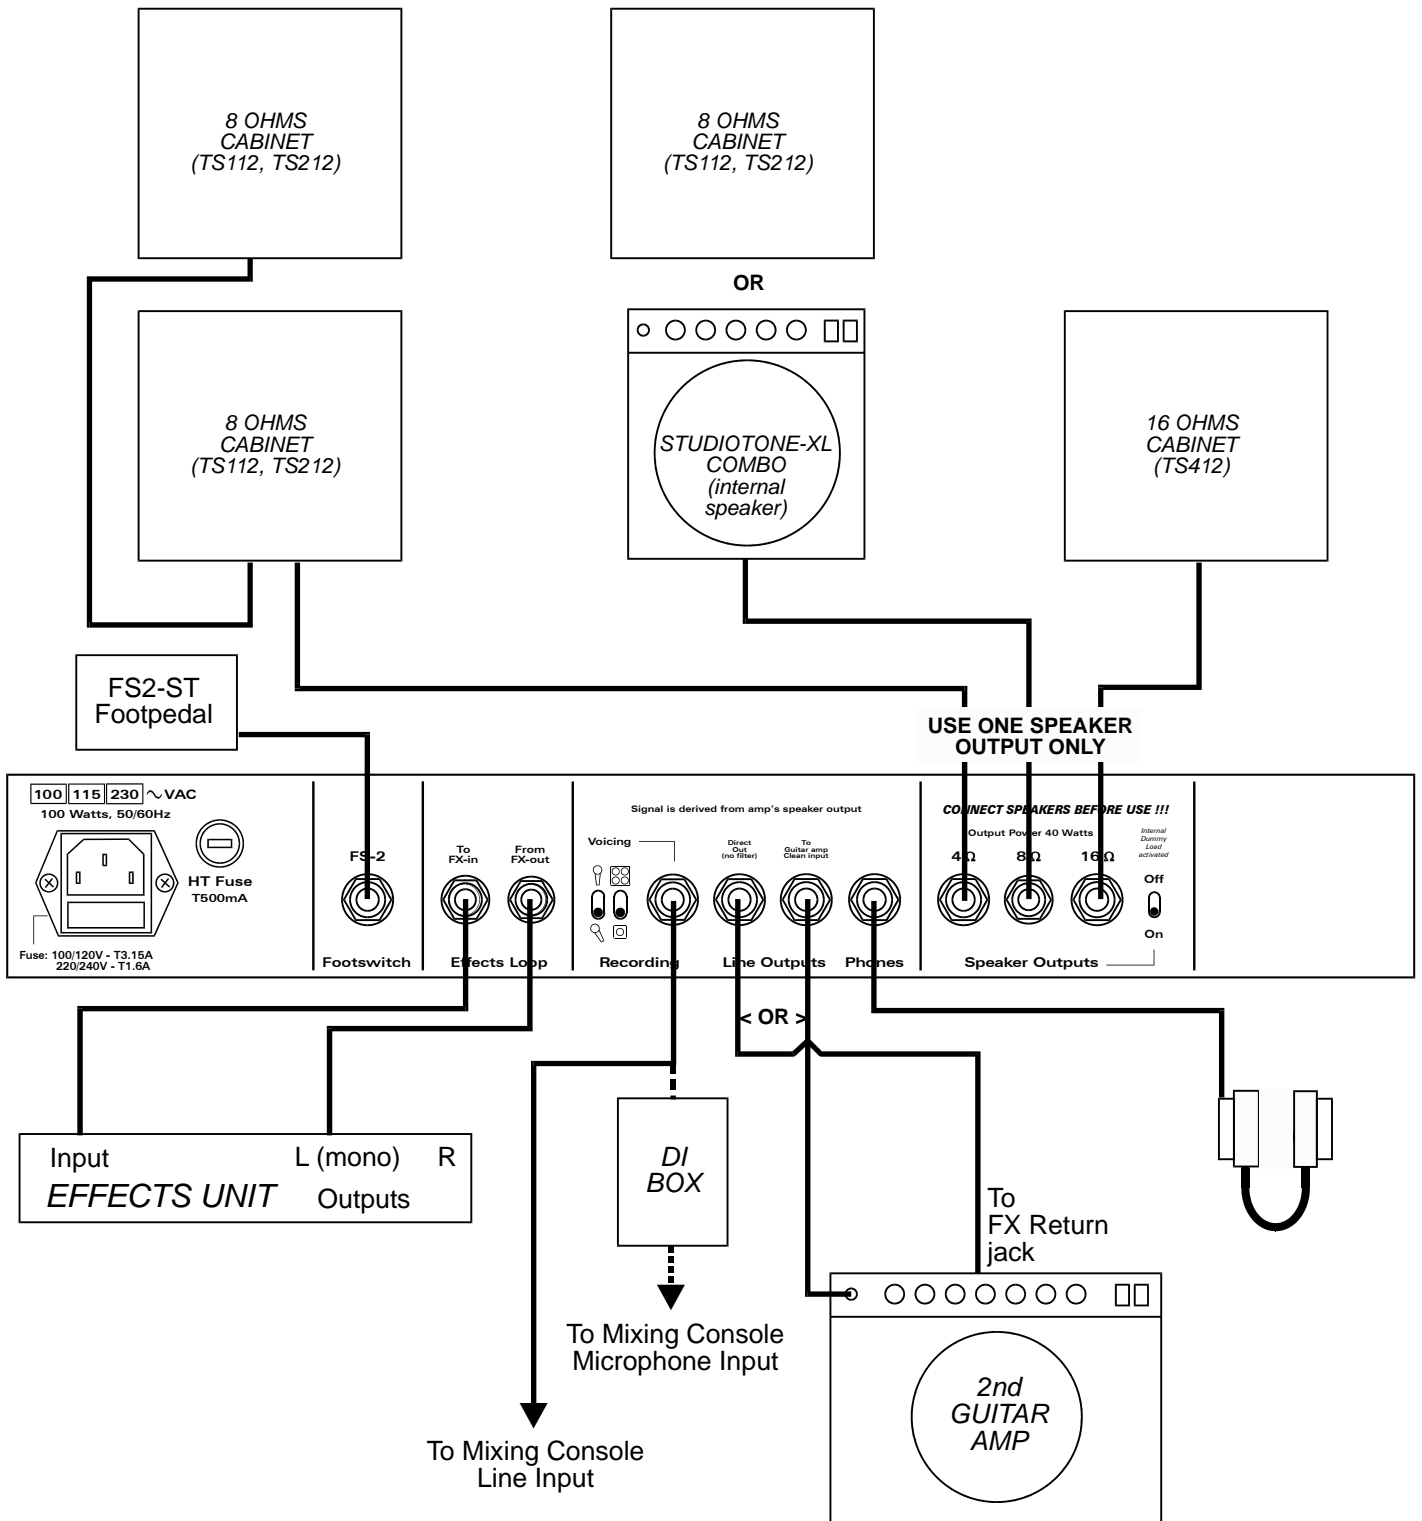 8 OHMS
CABINET
(TS112, TS212)
8 OHMS
CABINET
(TS112, TS212)
OR
8 OHMS
CABINET
(TS112, TS212)
STUDIOTONE-XL
COMBO
(internal
speaker)
16 OHMS
CABINET
(TS412)
FS2-ST
Footpedal
USE ONE SPEAKER
OUTPUT ONLY
100 115 230 ~VAC
100 Watts, 50/60Hz
HT Fuse
T500mA
Fuse: 100/120V - T3.15A
220/240V - T1.6A
FS-2
Footswitch
To
FX-in
From
FX-out
Effects Loop
Signal is derived from amp's speaker output
Voicing
Direct
Out
(no filter)
To
Guitar amp
Clean input
Recording
Line Outputs
Phones
CONNECT SPEAKERS BEFORE USE !!!
Output Power 40 Watts
4 Ω
8 Ω
16 Ω
Internal
Dummy
Load
activated
Off
On
Speaker Outputs
< OR >
Input
L (mono)
R
EFFECTS UNIT
Outputs
DI
BOX
To
FX Return
jack
To Mixing Console
Microphone Input
To Mixing Console
Line Input
2nd
GUITAR
AMP